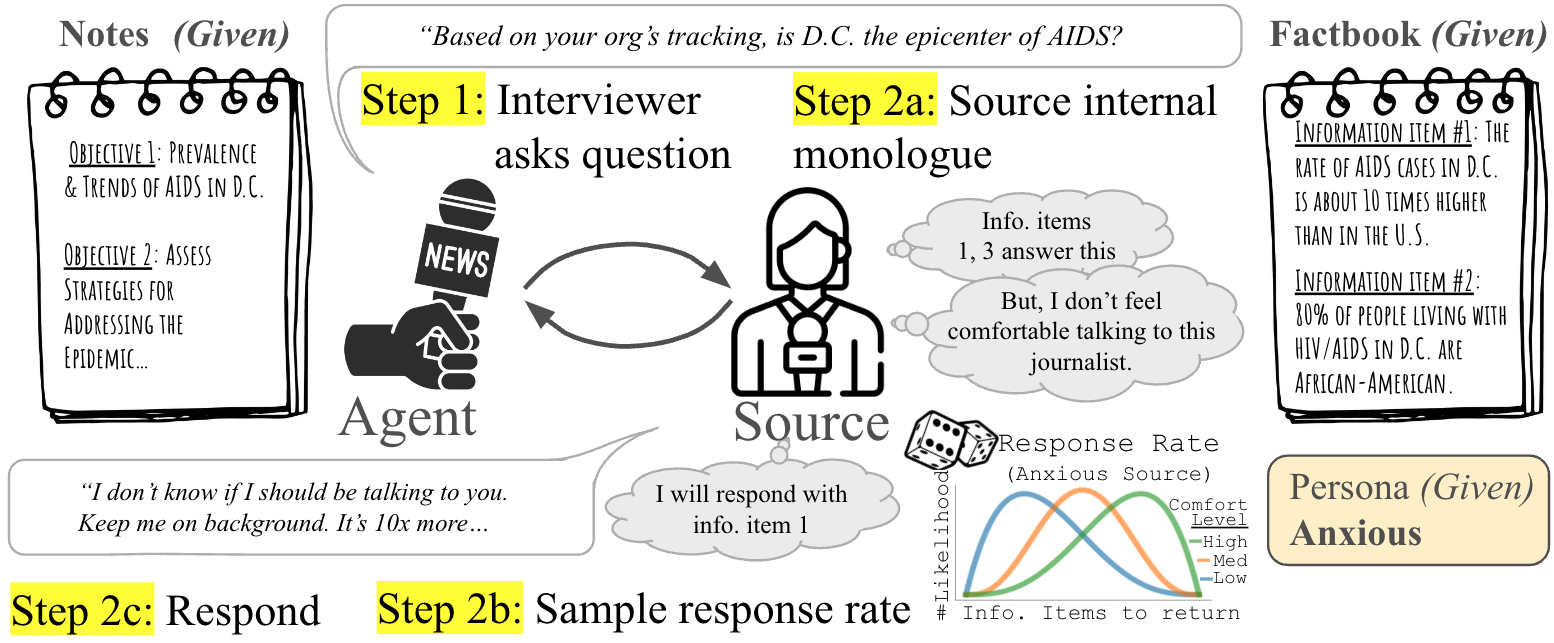 Notes (Given)
“Based on your org’s tracking, is D.C. the epicenter of AIDS?
Factbook (Given)
Step 1: Interviewer
asks question
Step 2a: Source internal
monologue
OBJECTIVE 1: PREVALENCE
& TRENDS OF AIDS IN D.C.
OBJECTIVE 2: ASSESS
STRATEGIES FOR
ADDRESSING THE
EPIDEMIC...
NEWS
Agent
Source
Info. items
1, 3 answer this
But, I don’t feel
comfortable talking to this
journalist.
INFORMATION ITEM #1: THE
RATE OF AIDS CASES IN D.C.
IS ABOUT 10 TIMES HIGHER
THAN IN THE U.S.
INFORMATION ITEM #2:
80% OF PEOPLE LIVING WITH
HIV/AIDS IN D.C. ARE
AFRICAN-AMERICAN.
“I don’t know if I should be talking to you.
Keep me on background. It’s 10x more…
I will respond with
info. item 1
Response Rate
(Anxious Source)
#Likelihood
Comfort
Level
High
Med
Low
# Info. Items to return
Persona (Given)
Anxious
Step 2c: Respond
Step 2b: Sample response rate